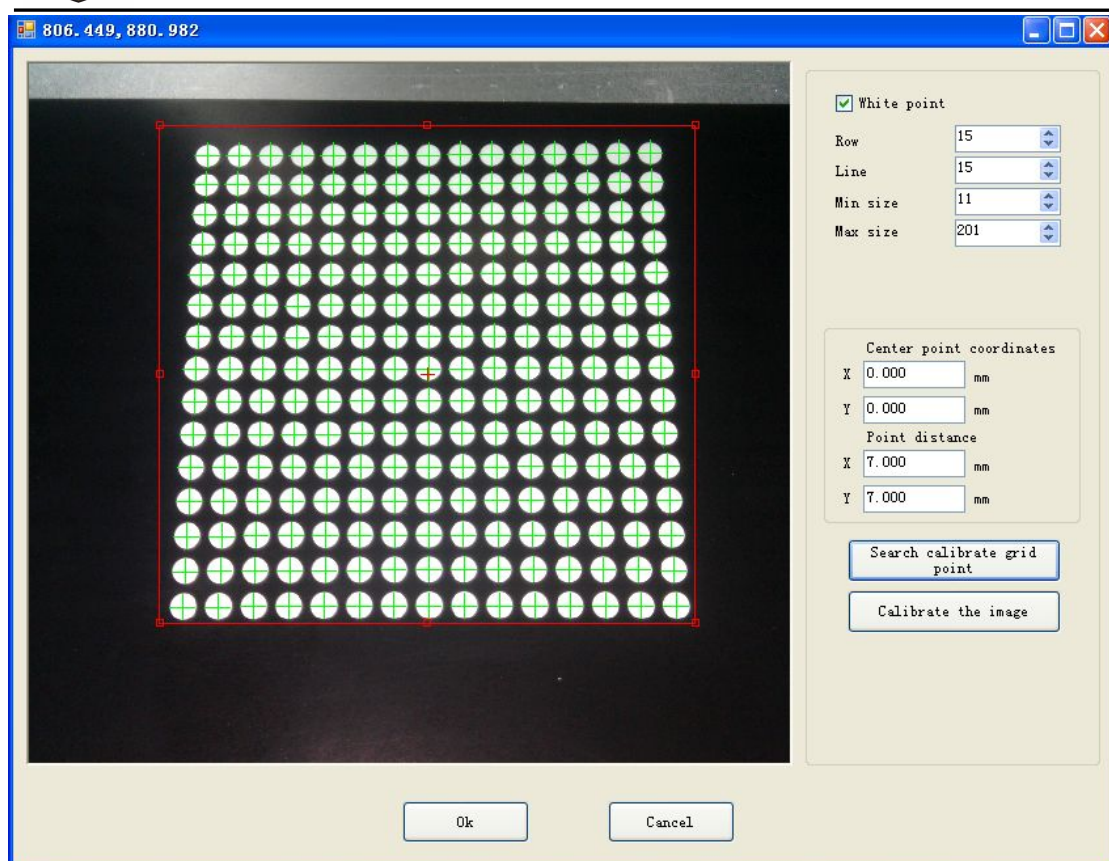 806.449,880.982
White point
Row 15
Line 15
Min size 11
Max size 201
Center point coordinates
X 0.000 mm
Y 0.000 mm
Point distance
X 7.000 mm
Y 7.000 mm
Search calibrate grid
point
Calibrate the image
Ok Cancel